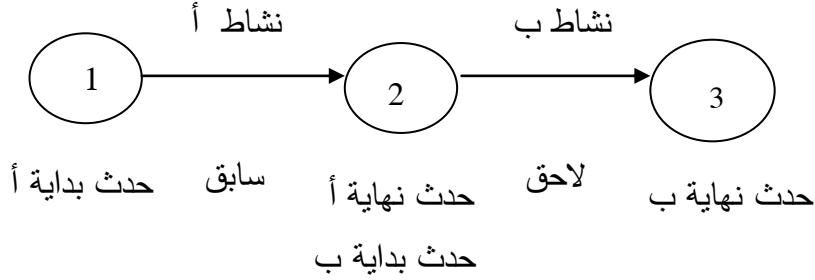 نشاط أ
نشاط ب
1
2
3
حدث بداية أ
سابق
حدث نهاية أ
حدث بداية ب
لاحق
حدث نهاية ب